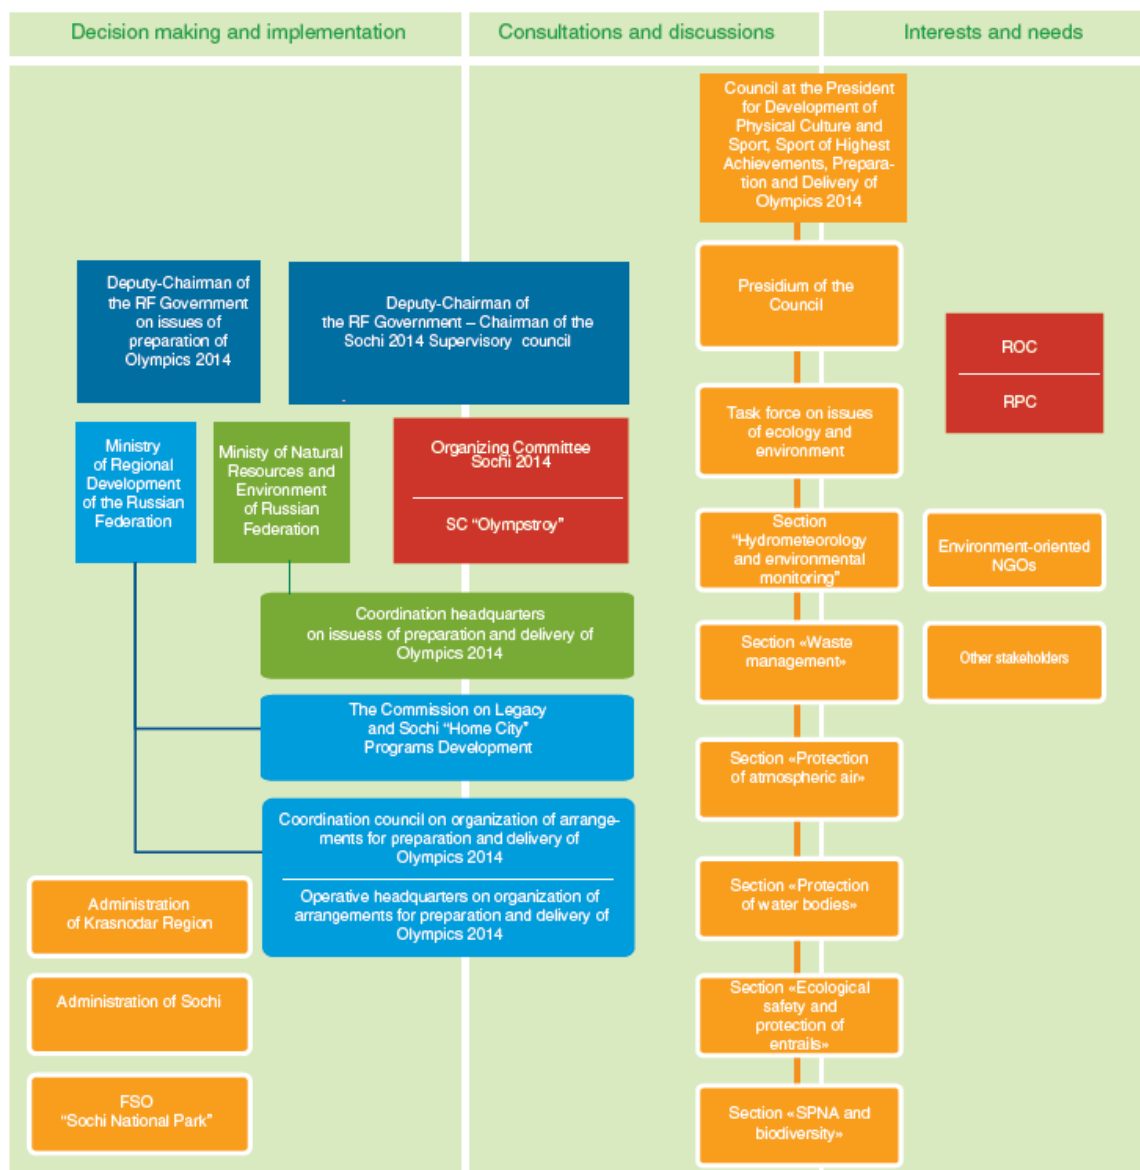 Decision making and implementation
Consultations and discussions
Interests and needs
Council at the President
for Development of
Physical Culture and
Sport, Sport of Highest
Achievements, Prepara-
tion and Delivery of
Olympics 2014
Presidium of the
Council
Deputy-Chairman of
the RF Government
on issues of
preparation of
Olympics 2014
Deputy-Chairman of
the RF Government – Chairman of the
Sochi 2014 Supervisory council
ROC
RPC
Task force on issues
of ecology and
environment
Ministry
of Regional
Development
of the Russian
Federation
Ministy of Natural
Resources and
Environment
of Russian
Federation
Organizing Committee
Sochi 2014
SC “Olympstroy”
Section
“Hydrometeorology
and environmental
monitoring”
Environment-oriented
NGOs
Coordination headquarters
on issuess of preparation and delivery of
Olympics 2014
Section «Waste
management»
Other stakeholders
The Commission on Legacy
and Sochi “Home City”
Programs Development
Section «Protection
of atmospheric air»
Coordination council on organization of arrange-
ments for preparation and delivery of
Olympics 2014
Operative headquarters on organization of
arrangements for preparation and delivery of
Olympics 2014
Section «Protection
of water bodies»
Administration
of Krasnodar Region
Administration of Sochi
Section «Ecological
safety and
protection of
entrails»
FSO
“Sochi National Park”
Section «SPNA and
biodiversity»